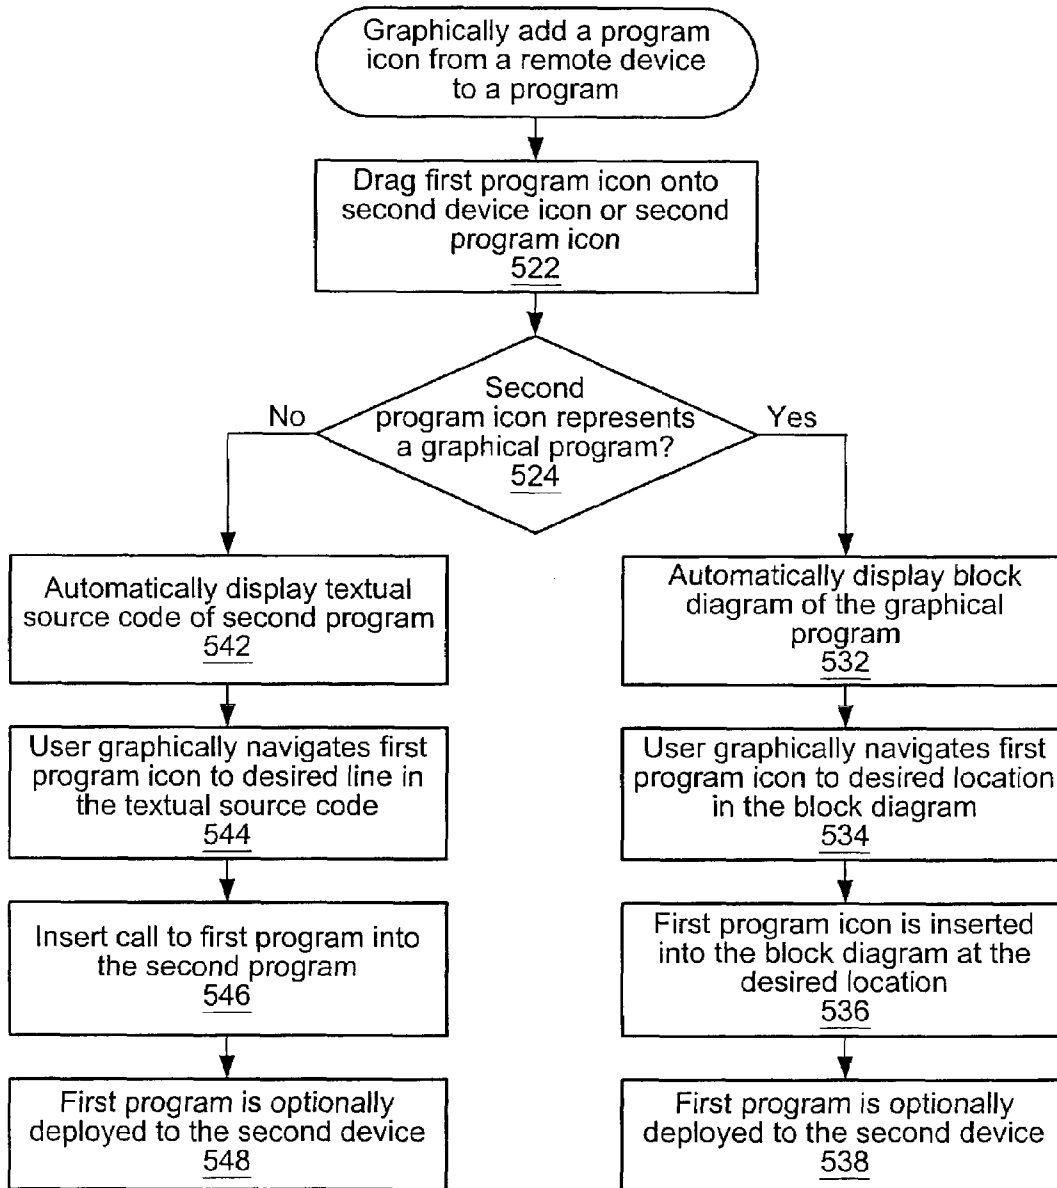 Graphically add a program
icon from a remote device
to a program
Drag first program icon onto
second device icon or second
program icon
522
Second
program icon represents
a graphical program?
524
No
Yes
Automatically display textual
source code of second program
542
User graphically navigates first
program icon to desired line in
the textual source code
544
Insert call to first program into
the second program
546
First program is optionally
deployed to the second device
548
Automatically display block
diagram of the graphical
program
532
User graphically navigates first
program icon to desired location
in the block diagram
534
First program icon is inserted
into the block diagram at the
desired location
536
First program is optionally
deployed to the second device
538